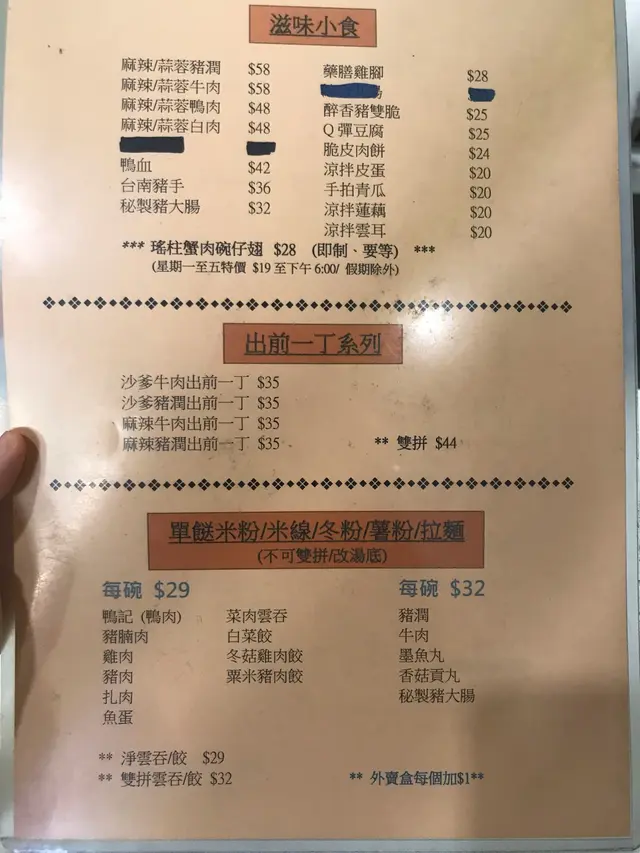 滋味小食
麻辣/蒜蓉豬潤 $58
麻辣/蒜蓉牛肉 $58
麻辣/蒜蓉鴨肉 $48
麻辣/蒜蓉白肉 $48
鴨血 $42
台南豬手 $36
秘製豬大腸 $32
藥膳雞腳 $28
醉香豬雙脆 $25
Q彈豆腐 $25
脆皮肉餅 $24
涼拌皮蛋 $20
手拍青瓜 $20
涼拌蓮藕 $20
涼拌雲耳 $20
*** 瑤柱蟹肉碗仔翅 $28 (即制、要等) ***
(星期一至五特價 $19 至下午 6:00/ 假期除外)
出前一丁系列
沙爹牛肉出前一丁 $35
沙爹豬潤出前一丁 $35
麻辣牛肉出前一丁 $35
麻辣豬潤出前一丁 $35
** 雙拼 $44
單餸米粉/米線/冬粉/薯粉/拉麵
(不可雙拼/改湯底)
每碗 $29
鴨記 (鴨肉)
豬腩肉
雞肉
豬肉
扎肉
魚蛋
菜肉雲吞
白菜餃
冬菇雞肉餃
粟米豬肉餃
每碗 $32
豬潤
牛肉
墨魚丸
香菇貢丸
秘製豬大腸
** 淨雲吞/餃 $29
** 雙拼雲吞/餃 $32
** 外賣盒每個加$1**